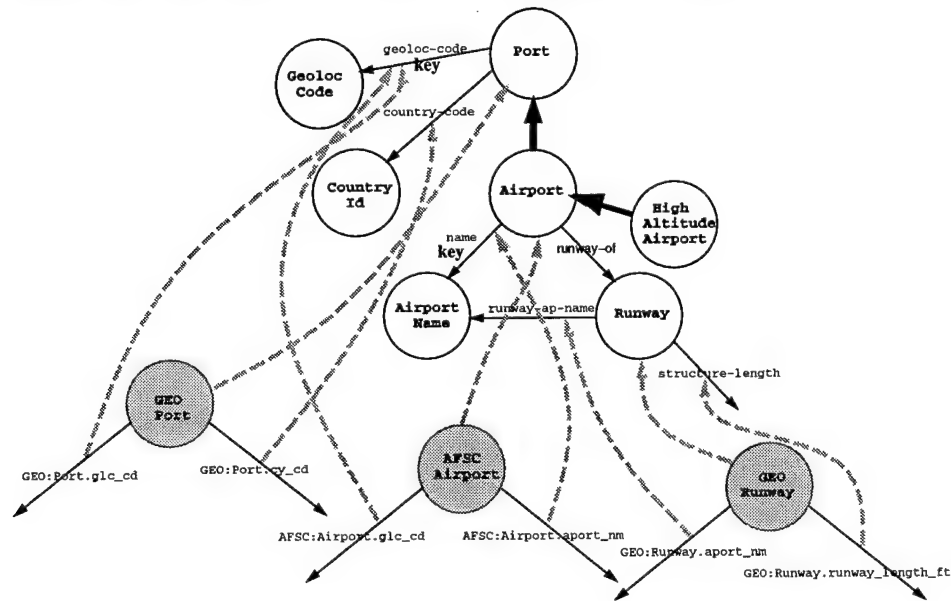 Port
geoloc-code
key
Geoloc
Code
country-code
Country
Id
Airport
High
Altitude
Airport
name
key
runway-of
Airport
Name
runway-ap-name
Runway
structure-length
GEO
Port
AFSC
Airport
GEO
Runway
GEO:Port.glc_cd
GEO:Port.cy_cd
AFSC:Airport.glc_cd
AFSC:Airport.aport_nm
GEO:Runway.aport_nm
GEO:Runway.runway_length_ft